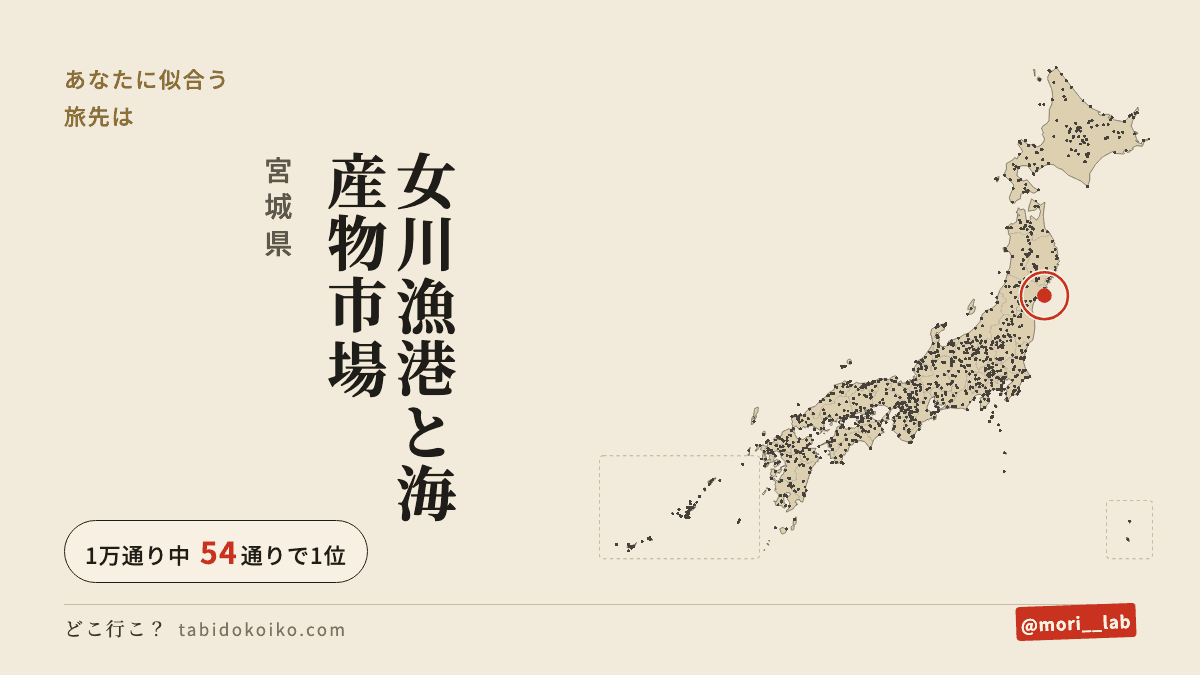 あなたに似合う
旅先は
女川漁港と海
産物市場
宮城県
1万通り中 54通りで1位
どこ行こ？ tabidokoiko.com
@mori__lab